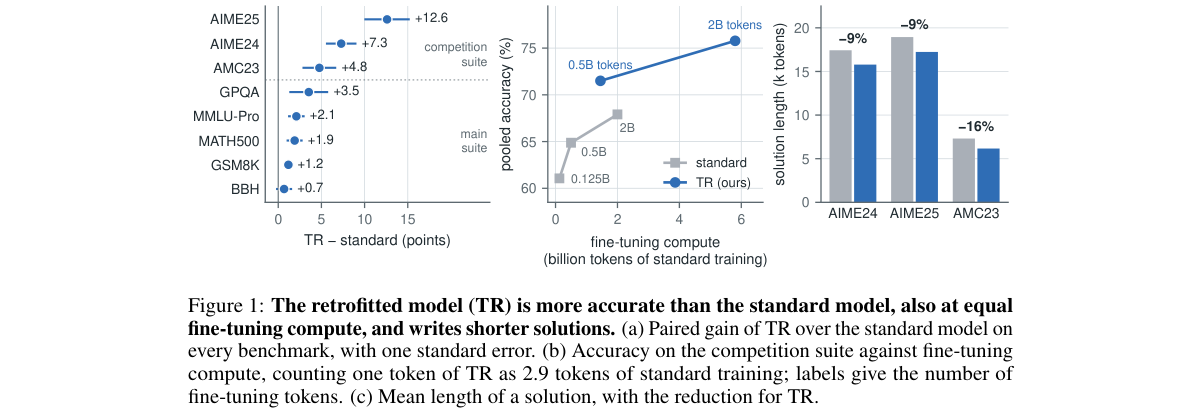 AIME25
+12.6
AIME24
+7.3
competition
suite
AMC23
+4.8
GPQA
+3.5
MMLU-Pro
+2.1
MATH500
+1.9
main
suite
GSM8K
+1.2
BBH
+0.7
0
5
10
15
TR − standard (points)
pooled accuracy (%)
75
70
65
60
2B tokens
0.5B tokens
2B
0.5B
0.125B
standard
TR (ours)
0
2
4
6
fine-tuning compute
(billion tokens of standard training)
solution length (k tokens)
20
15
10
5
0
−9%
−9%
−16%
AIME24
AIME25
AMC23
Figure 1: The retrofitted model (TR) is more accurate than the standard model, also at equal
fine-tuning compute, and writes shorter solutions. (a) Paired gain of TR over the standard model on
every benchmark, with one standard error. (b) Accuracy on the competition suite against fine-tuning
compute, counting one token of TR as 2.9 tokens of standard training; labels give the number of
fine-tuning tokens. (c) Mean length of a solution, with the reduction for TR.